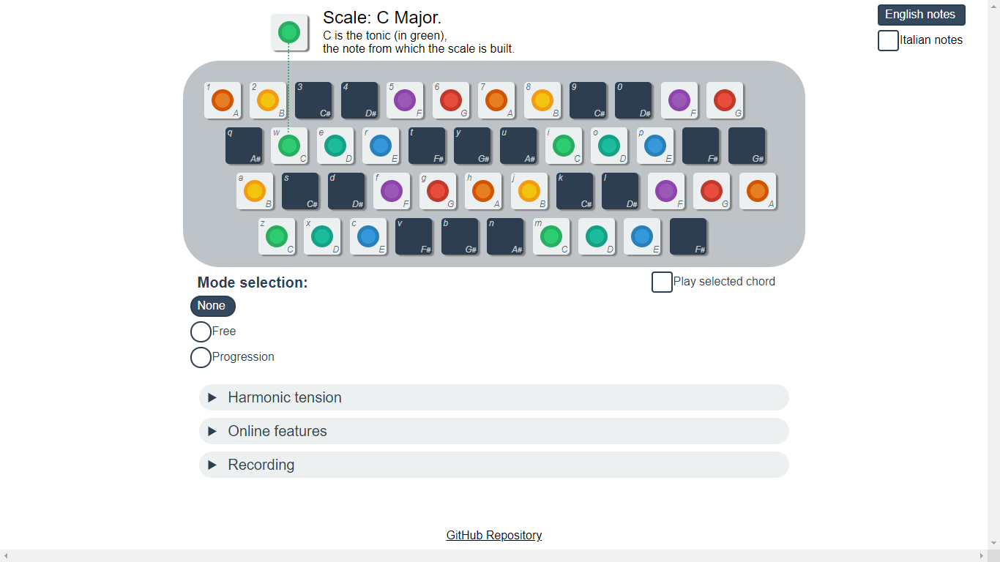 Scale: C Major.
C is the tonic (in green),
the note from which the scale is built.
English notes
Italian notes
1 A 2 B 3 C# 4 D# 5 F 6 G 7 A 8 B 9 C# 0 D# F G
q A# w C e D r E t F# y G# u A# i C o D p E F# G#
a B s C# d D# f F g G h A j B k C# l D# F G A
z C x D c E v F# b G# n A# m C D E F#
Mode selection:
Play selected chord
None
Free
Progression
Harmonic tension
Online features
Recording
GitHub Repository